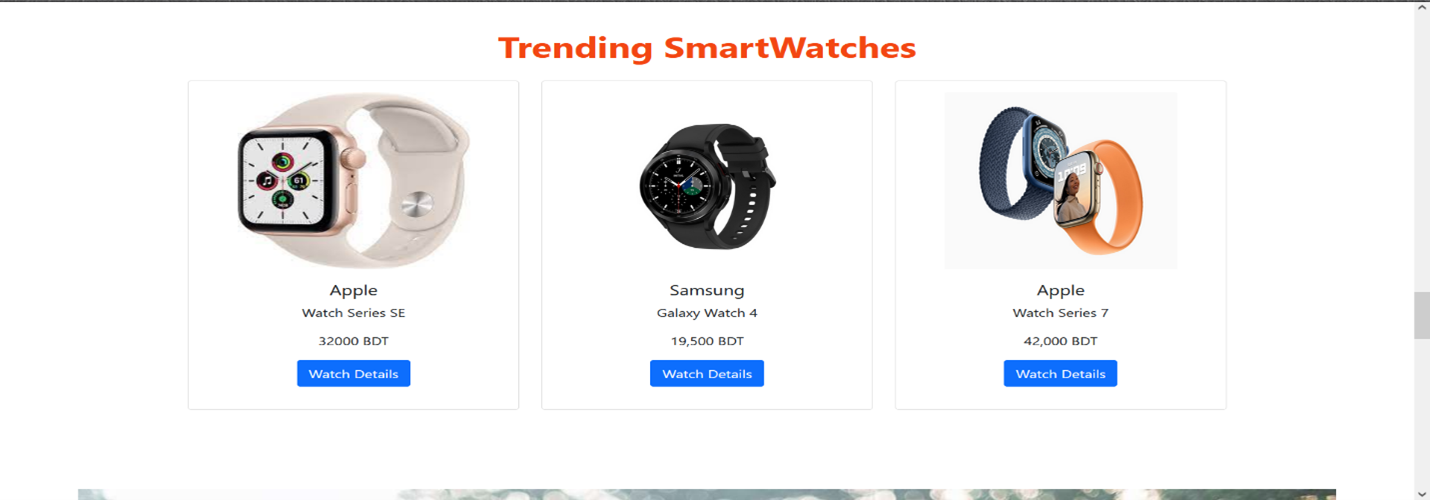 Trending SmartWatches
Apple
Watch Series SE
32000 BDT
Watch Details
Samsung
Galaxy Watch 4
19,500 BDT
Watch Details
Apple
Watch Series 7
42,000 BDT
Watch Details